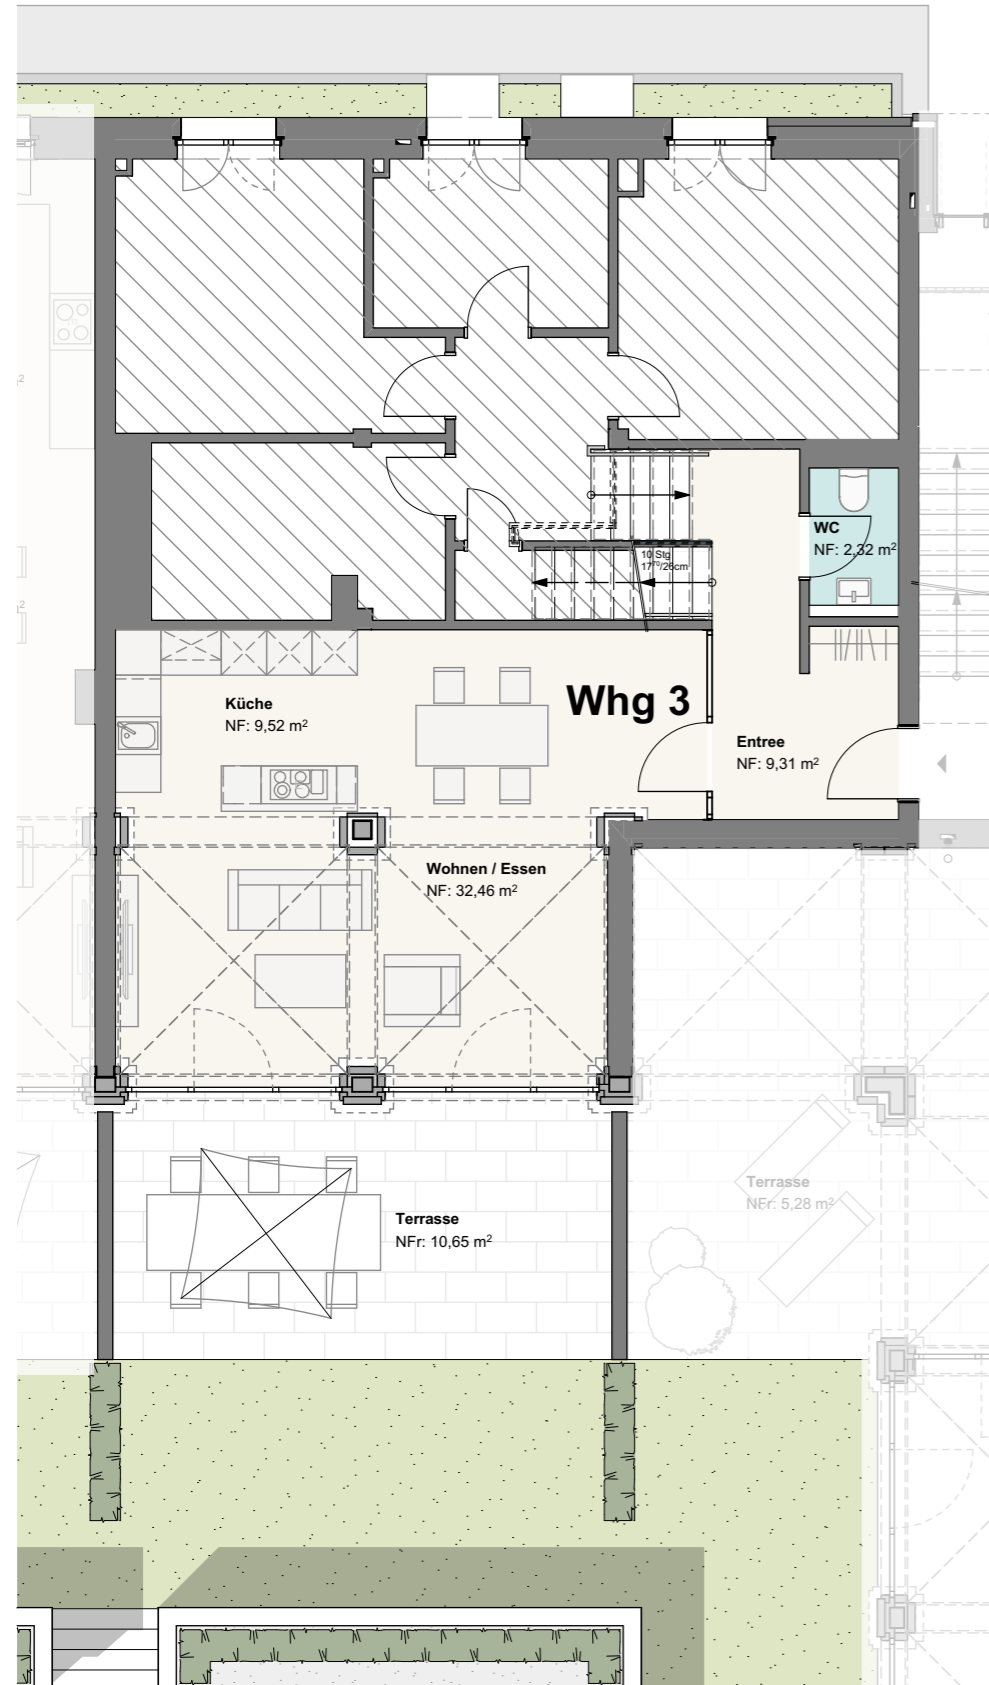 10 Stg
17⁷⁰/26cm
WC
NF: 2,32 m²
Küche
NF: 9,52 m²
Whg 3
Entree
NF: 9,31 m²
Wohnen / Essen
NF: 32,46 m²
Terrasse
NFr: 5,28 m²
Terrasse
NFr: 10,65 m²